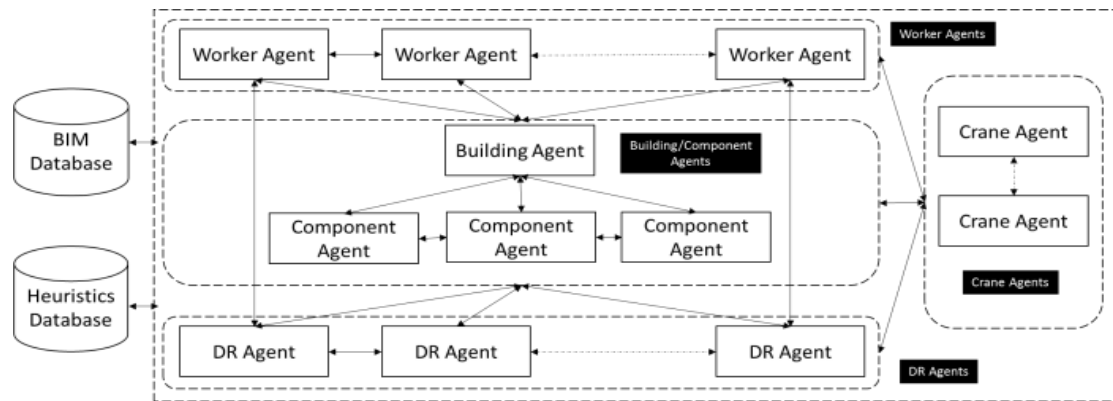 Worker Agent
Worker Agent
Worker Agent
Worker Agents
BIM
Database
Building Agent
Building/Component
Agents
Crane Agent
Component
Agent
Component
Agent
Component
Agent
Crane Agent
Crane Agents
Heuristics
Database
DR Agent
DR Agent
DR Agent
DR Agents